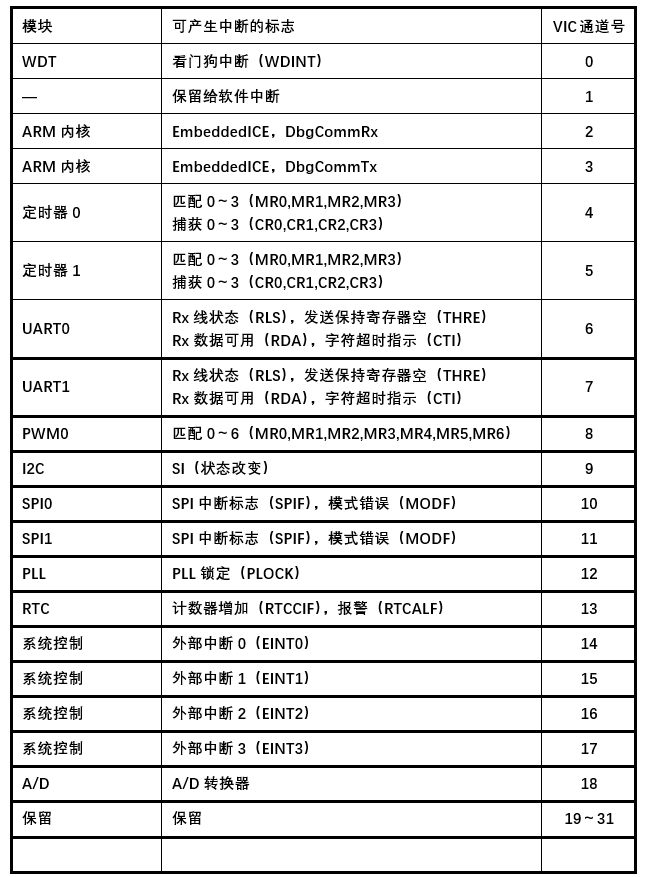 模块 可产生中断的标志 VIC通道号
WDT 看门狗中断（WDINT） 0
— 保留给软件中断 1
ARM 内核 EmbeddedICE，DbgCommRx 2
ARM 内核 EmbeddedICE，DbgCommTx 3
定时器 0 匹配 0～3（MR0,MR1,MR2,MR3）
捕获 0～3（CR0,CR1,CR2,CR3） 4
定时器 1 匹配 0～3（MR0,MR1,MR2,MR3）
捕获 0～3（CR0,CR1,CR2,CR3） 5
UART0 Rx 线状态（RLS），发送保持寄存器空（THRE）
Rx 数据可用（RDA），字符超时指示（CTI） 6
UART1 Rx 线状态（RLS），发送保持寄存器空（THRE）
Rx 数据可用（RDA），字符超时指示（CTI） 7
PWM0 匹配 0～6（MR0,MR1,MR2,MR3,MR4,MR5,MR6） 8
I2C SI（状态改变） 9
SPI0 SPI 中断标志（SPIF），模式错误（MODF） 10
SPI1 SPI 中断标志（SPIF），模式错误（MODF） 11
PLL PLL 锁定（PLOCK） 12
RTC 计数器增加（RTCCIF），报警（RTCALF） 13
系统控制 外部中断 0（EINT0） 14
系统控制 外部中断 1（EINT1） 15
系统控制 外部中断 2（EINT2） 16
系统控制 外部中断 3（EINT3） 17
A/D A/D 转换器 18
保留 保留 19～31